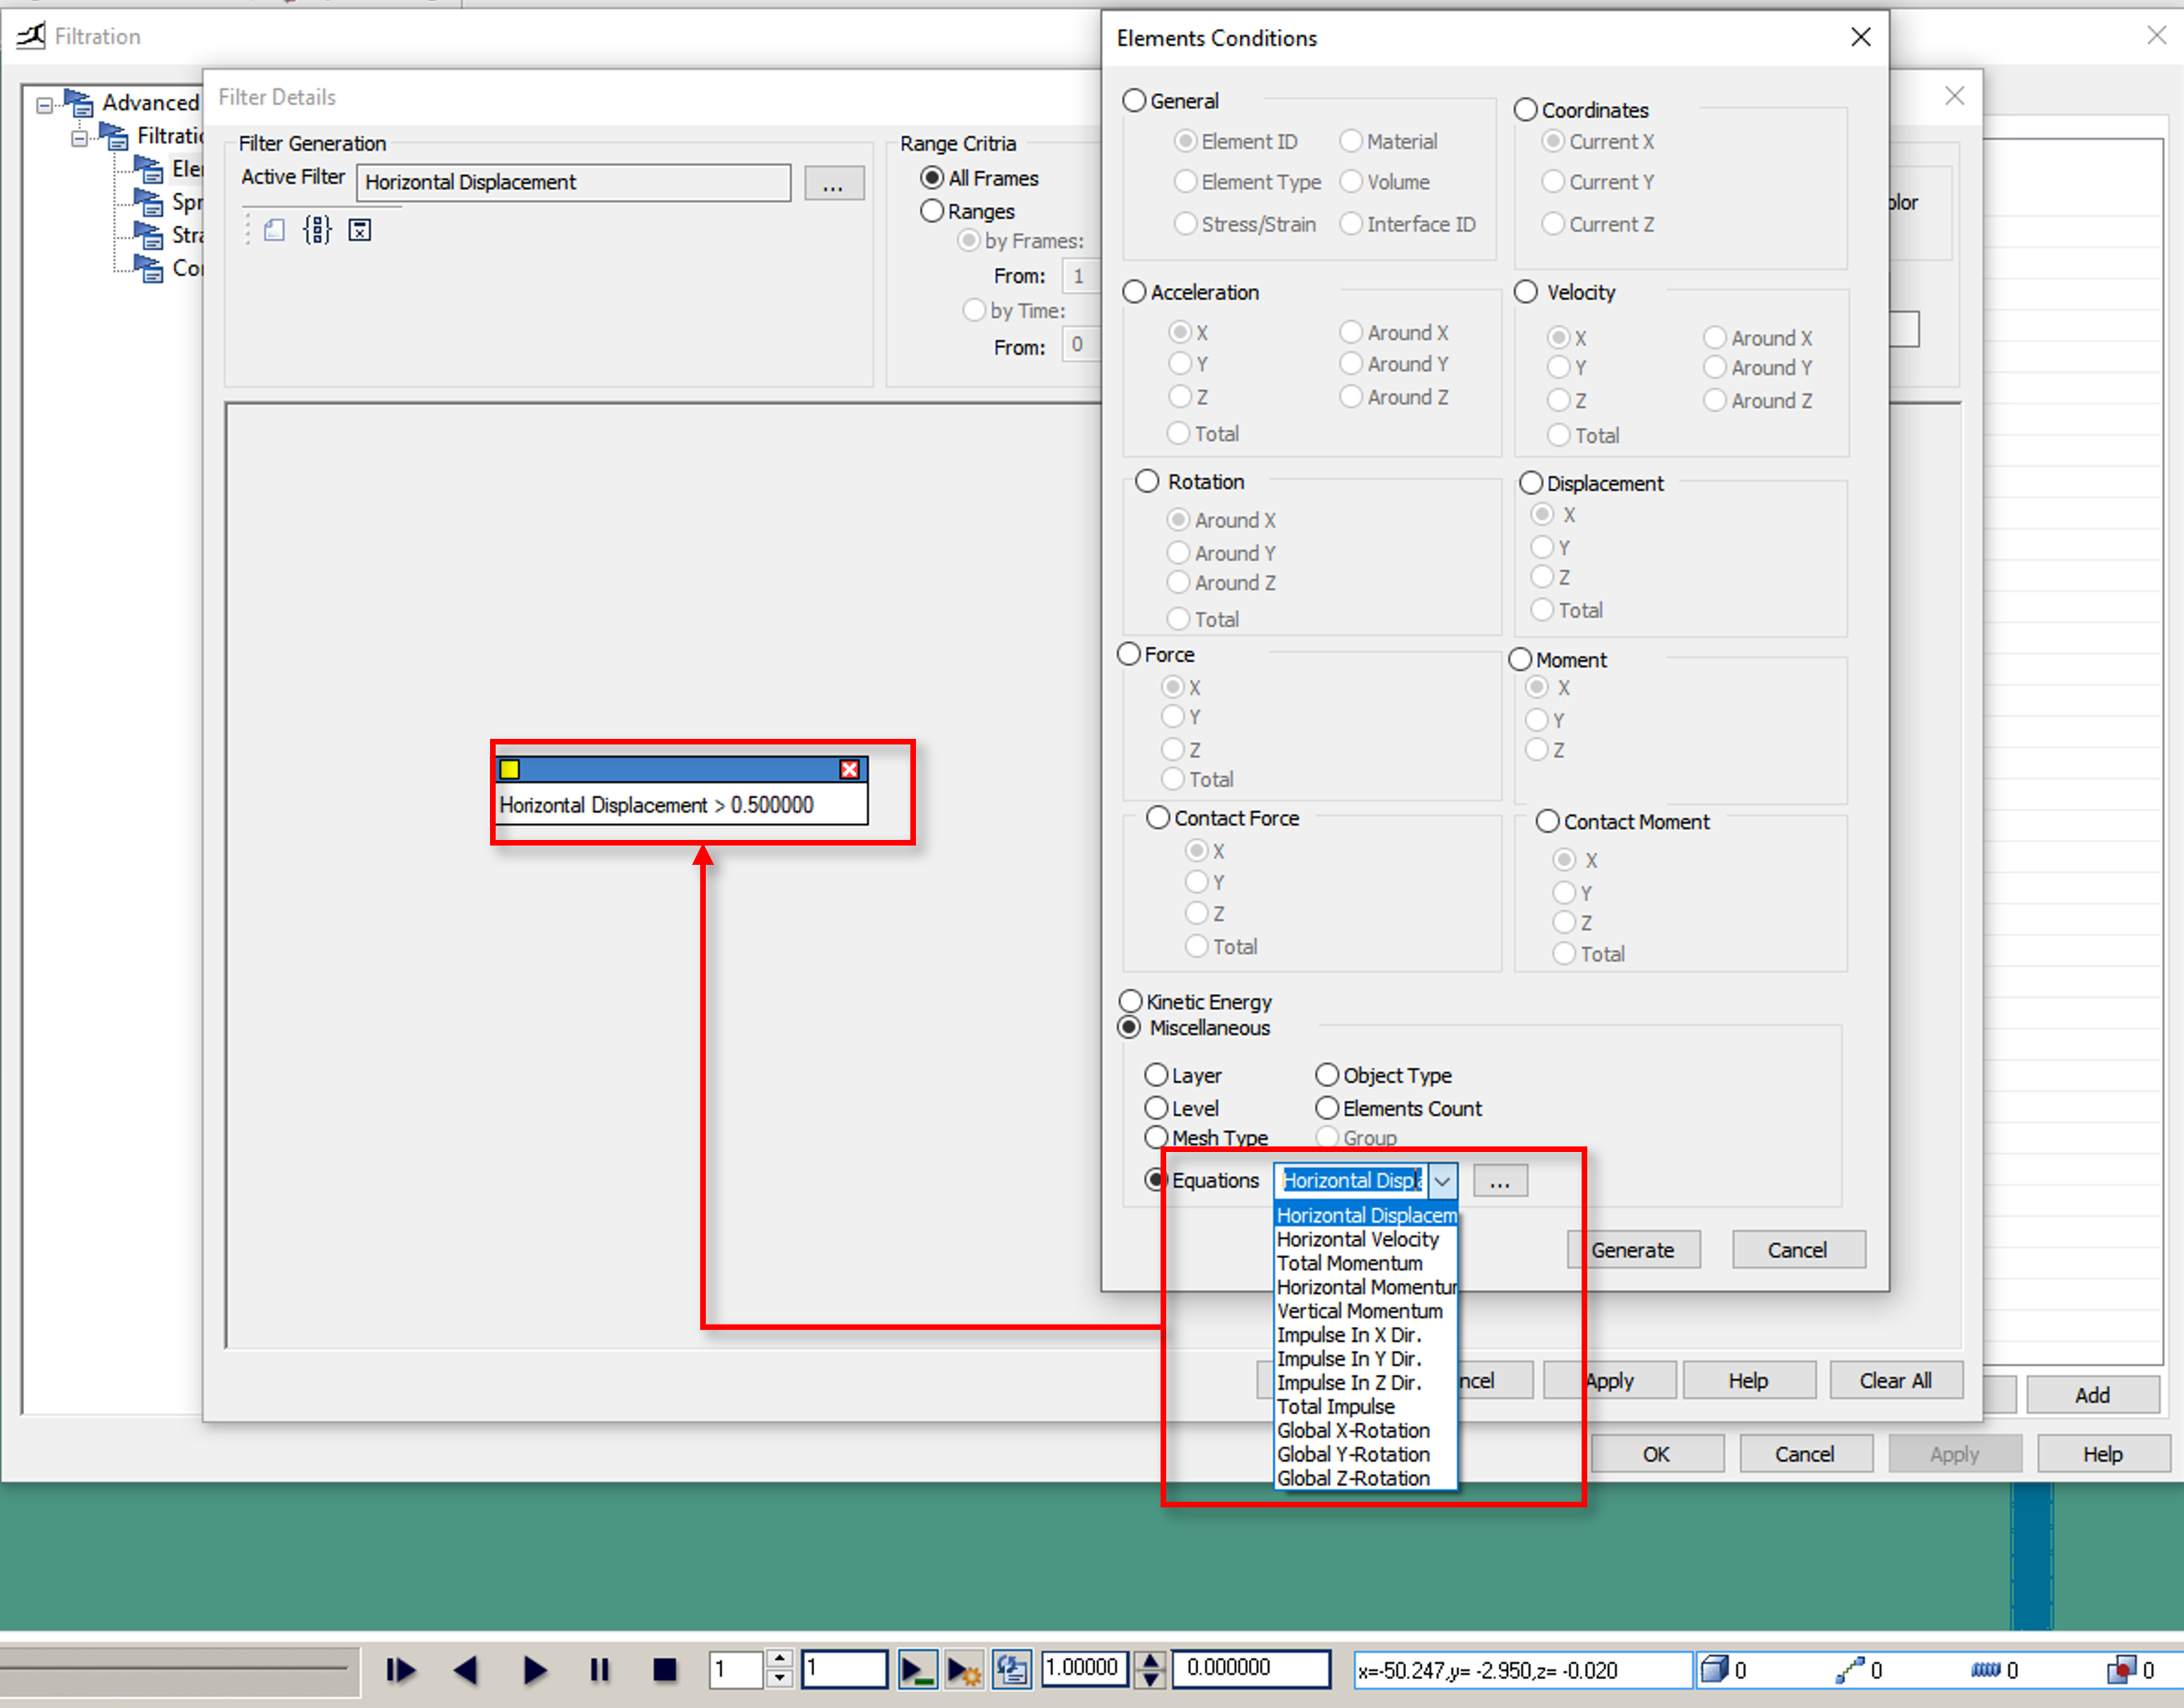 Filtration
Advanced
Filtratio
Eler
Spr
Stra
Cor
Filter Details
Filter Generation
Active Filter
Horizontal Displacement
...
Range Critria
All Frames
Ranges
by Frames:
From: 1
by Time:
From: 0
olor
Horizontal Displacement > 0.500000
Elements Conditions
General
Element ID
Material
Element Type
Volume
Stress/Strain
Interface ID
Coordinates
Current X
Current Y
Current Z
Acceleration
X
Around X
Y
Around Y
Z
Around Z
Total
Velocity
X
Around X
Y
Around Y
Z
Around Z
Total
Rotation
Around X
Around Y
Around Z
Total
Displacement
X
Y
Z
Total
Force
X
Y
Z
Total
Moment
X
Y
Z
Contact Force
X
Y
Z
Total
Contact Moment
X
Y
Z
Total
Kinetic Energy
Miscellaneous
Layer
Object Type
Level
Elements Count
Mesh Type
Group
Equations
Horizontal Displa
...
Horizontal Displacem
Horizontal Velocity
Total Momentum
Horizontal Momentur
Vertical Momentum
Impulse In X Dir.
Impulse In Y Dir.
Impulse In Z Dir.
Total Impulse
Global X-Rotation
Global Y-Rotation
Global Z-Rotation
Generate
Cancel
ncel
Apply
Help
Clear All
Add
OK
Cancel
Apply
Help
1
1
1.00000
0.000000
x=-50.247,y= -2.950,z= -0.020
0
0
0
0